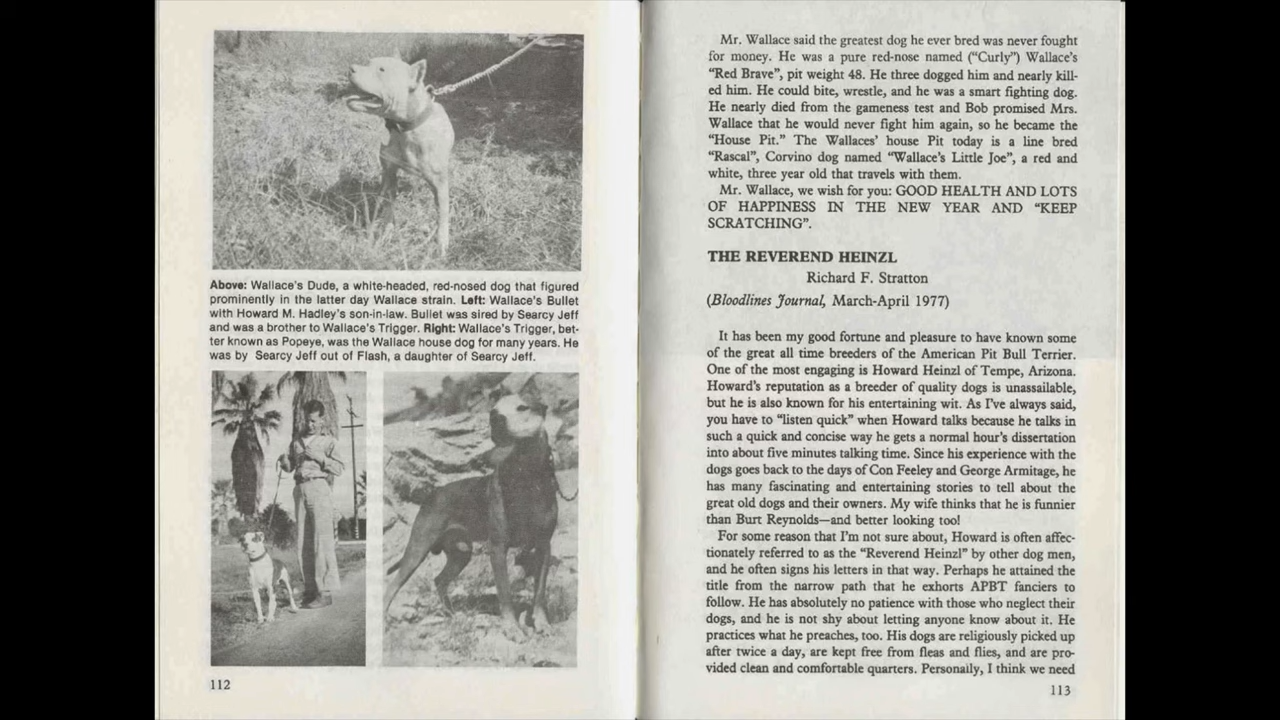 Above: Wallace's Dude, a white-headed, red-nosed dog that figured
prominently in the latter day Wallace strain. Left: Wallace's Bullet
with Howard M. Hadley's son-in-law. Bullet was sired by Searcy Jeff
and was a brother to Wallace's Trigger. Right: Wallace's Trigger, bet-
ter known as Popeye, was the Wallace house dog for many years. He
was by Searcy Jeff out of Flash, a daughter of Searcy Jeff.
112
Mr. Wallace said the greatest dog he ever bred was never fought
for money. He was a pure red-nose named ("Curly") Wallace's
"Red Brave", pit weight 48. He three dogged him and nearly kill-
ed him. He could bite, wrestle, and he was a smart fighting dog.
He nearly died from the gameness test and Bob promised Mrs.
Wallace that he would never fight him again, so he became the
"House Pit." The Wallaces' house Pit today is a line bred
"Rascal", Corvino dog named "Wallace's Little Joe", a red and
white, three year old that travels with them.
Mr. Wallace, we wish for you: GOOD HEALTH AND LOTS
OF HAPPINESS IN THE NEW YEAR AND "KEEP
SCRATCHING".
THE REVEREND HEINZL
Richard F. Stratton
(Bloodlines Journal, March-April 1977)
It has been my good fortune and pleasure to have known some
of the great all time breeders of the American Pit Bull Terrier.
One of the most engaging is Howard Heinzl of Tempe, Arizona.
Howard's reputation as a breeder of quality dogs is unassailable,
but he is also known for his entertaining wit. As I've always said,
you have to "listen quick" when Howard talks because he talks in
such a quick and concise way he gets a normal hour's dissertation
into about five minutes talking time. Since his experience with the
dogs goes back to the days of Con Feeley and George Armitage, he
has many fascinating and entertaining stories to tell about the
great old dogs and their owners. My wife thinks that he is funnier
than Burt Reynolds—and better looking too!
For some reason that I'm not sure about, Howard is often affec-
tionately referred to as the "Reverend Heinzl" by other dog men,
and he often signs his letters in that way. Perhaps he attained the
title from the narrow path that he exhorts APBT fanciers to
follow. He has absolutely no patience with those who neglect their
dogs, and he is not shy about letting anyone know about it. He
practices what he preaches, too. His dogs are religiously picked up
after twice a day, are kept free from fleas and flies, and are pro-
vided clean and comfortable quarters. Personally, I think we need
113